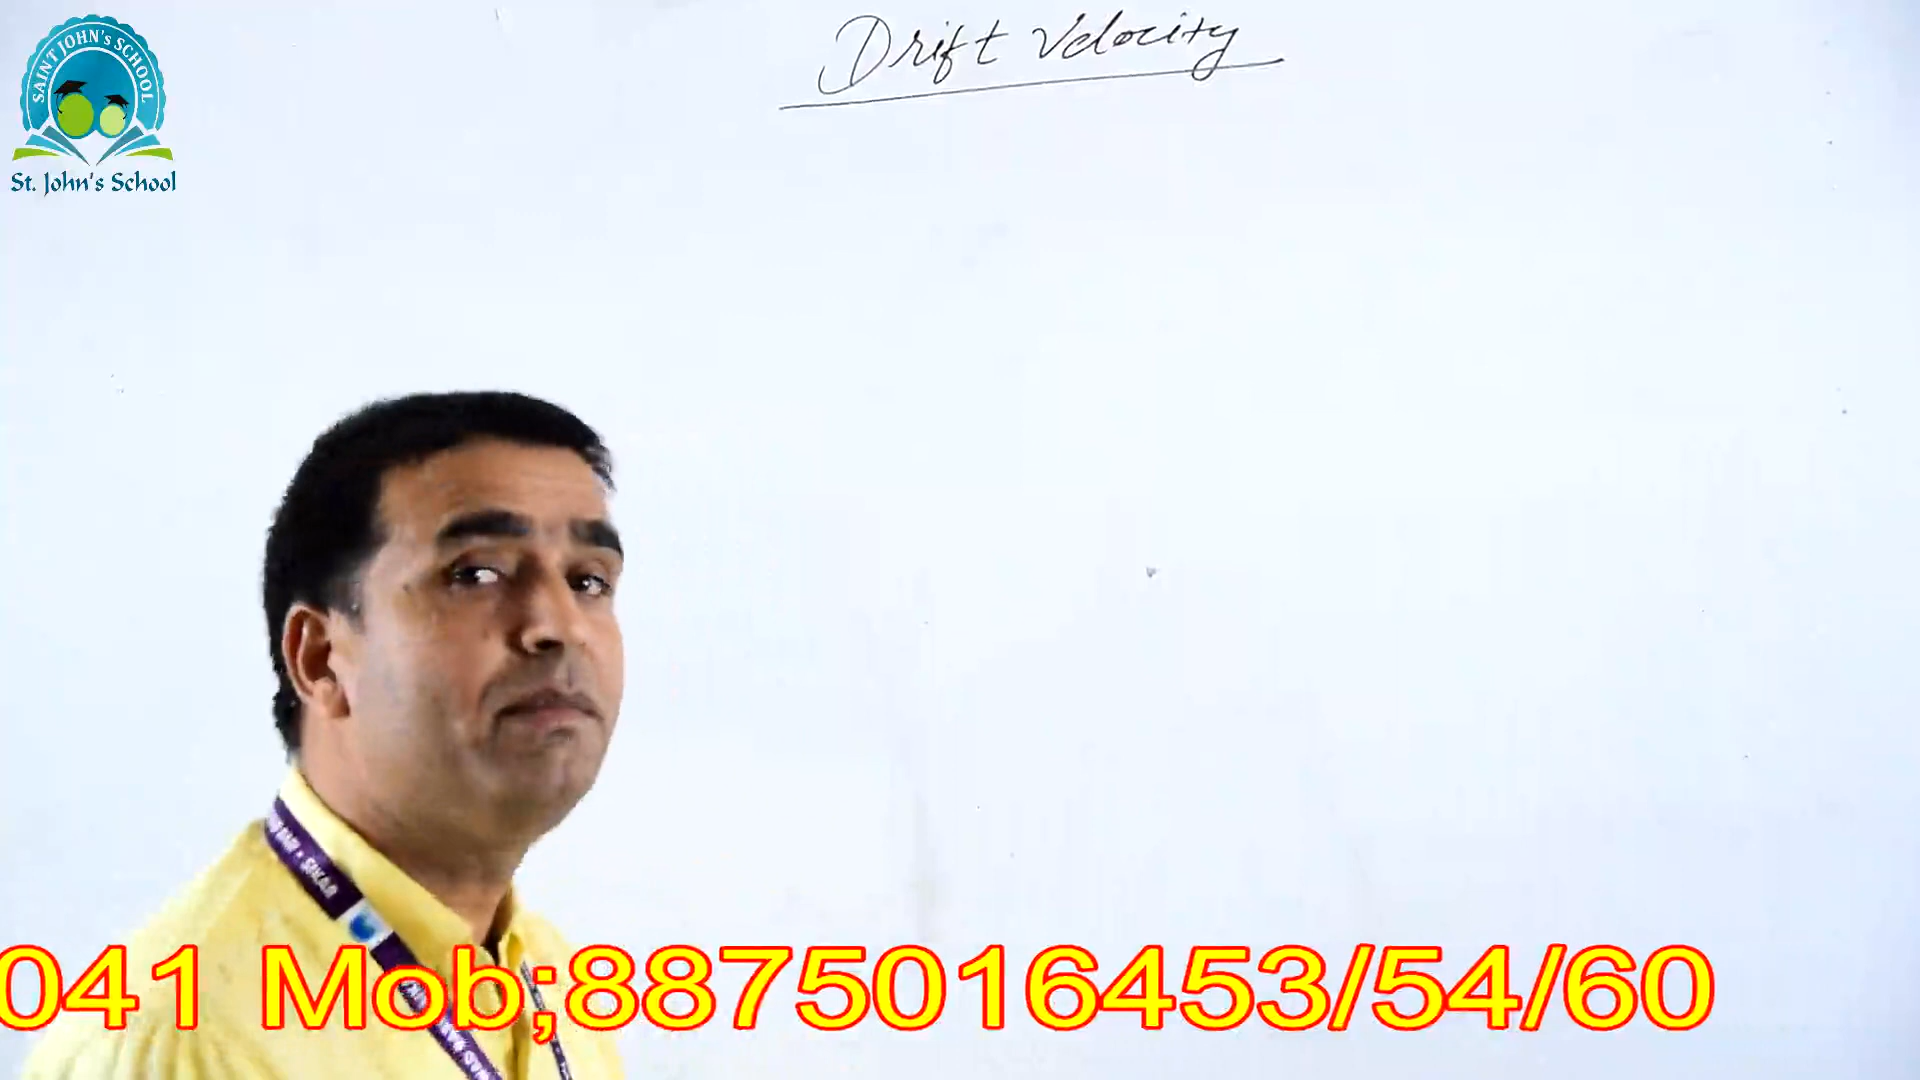 Drift Velocity
SAINT JOHN's SCHOOL
St. John's School
041 Mob;8875016453/54/60